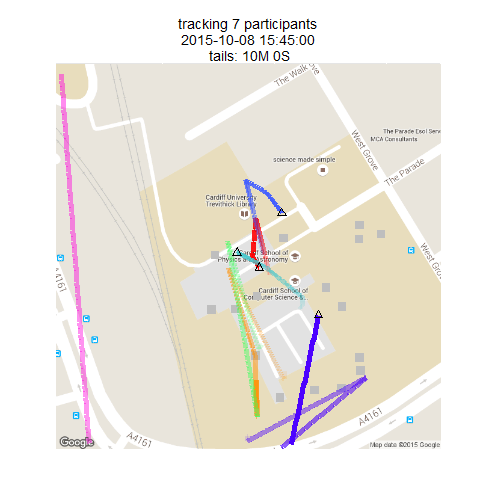 tracking 7 participants
2015-10-08 15:45:00
tails: 10M 0S
The Walk
West Grove
The Parade Esol Serv
MCA Consultants
science made simple
The Parade
Cardiff University
Trevithick Library
West Grove
Cardiff School of
Physics and Astronomy
Cardiff School of
Computer Science &
A4161
A4161
A4161
Google
Map data ©2015 Google